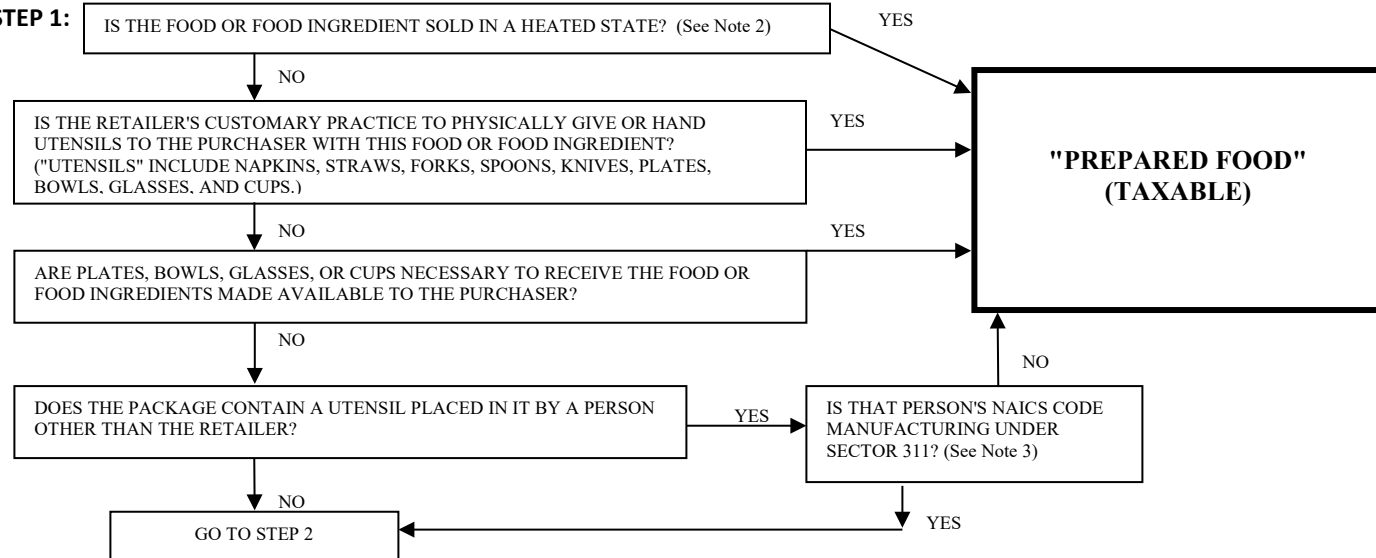 STEP 1:
IS THE FOOD OR FOOD INGREDIENT SOLD IN A HEATED STATE? (See Note 2)
YES
NO
IS THE RETAILER'S CUSTOMARY PRACTICE TO PHYSICALLY GIVE OR HAND
UTENSILS TO THE PURCHASER WITH THIS FOOD OR FOOD INGREDIENT?
("UTENSILS" INCLUDE NAPKINS, STRAWS, FORKS, SPOONS, KNIVES, PLATES,
BOWLS, GLASSES, AND CUPS.)
YES
"PREPARED FOOD"
(TAXABLE)
NO
YES
ARE PLATES, BOWLS, GLASSES, OR CUPS NECESSARY TO RECEIVE THE FOOD OR
FOOD INGREDIENTS MADE AVAILABLE TO THE PURCHASER?
NO
NO
DOES THE PACKAGE CONTAIN A UTENSIL PLACED IN IT BY A PERSON
OTHER THAN THE RETAILER?
YES
IS THAT PERSON'S NAICS CODE
MANUFACTURING UNDER
SECTOR 311? (See Note 3)
NO
YES
GO TO STEP 2